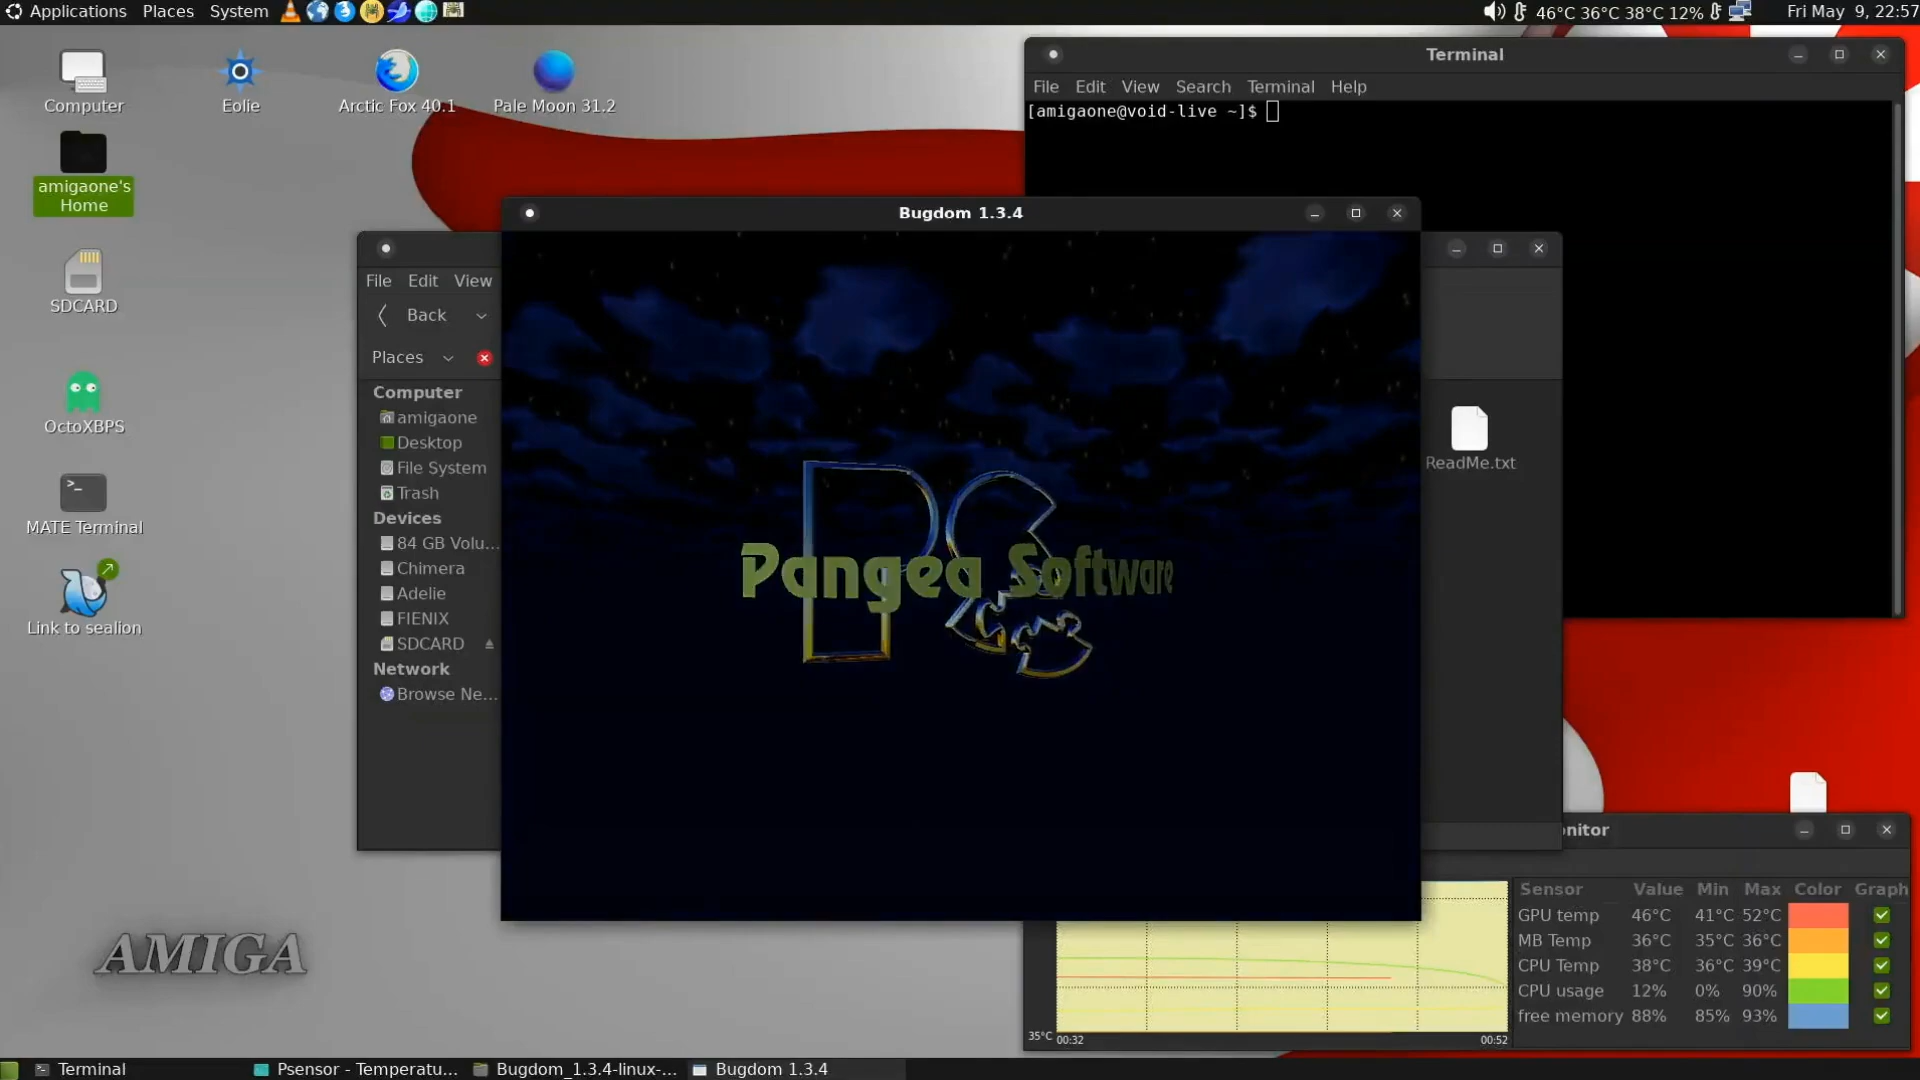 Applications Places System
46°C 36°C 38°C 12%
Fri May 9, 22:57
Computer
Eolie
Arctic Fox 40.1
Pale Moon 31.2
amigaone's
Home
SDCARD
OctoXBPS
MATE Terminal
Link to sealion
AMIGA
Terminal
File Edit View Search Terminal Help
[amigaone@void-live ~]$
Bugdom 1.3.4
PS
Pangea Software
File Edit View
Back
Places
Computer
amigaone
Desktop
File System
Trash
Devices
84 GB Volu...
Chimera
Adelie
FIENIX
SDCARD
Network
Browse Ne...
ReadMe.txt
nitor
Sensor Value Min Max Color Graph
GPU temp 46°C 41°C 52°C
MB Temp 36°C 35°C 36°C
CPU Temp 38°C 36°C 39°C
CPU usage 12% 0% 90%
free memory 88% 85% 93%
35°C
00:32
00:52
Terminal
Psensor - Temperatu...
Bugdom_1.3.4-linux-...
Bugdom 1.3.4